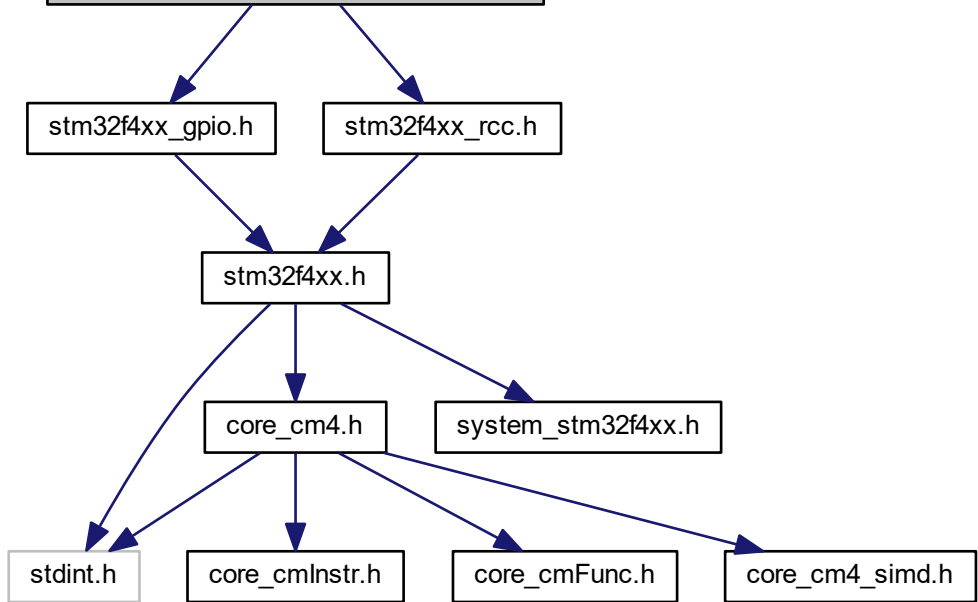 stm32f4xx_gpio.h
stm32f4xx_rcc.h
stm32f4xx.h
core_cm4.h
system_stm32f4xx.h
stdint.h
core_cmInstr.h
core_cmFunc.h
core_cm4_simd.h